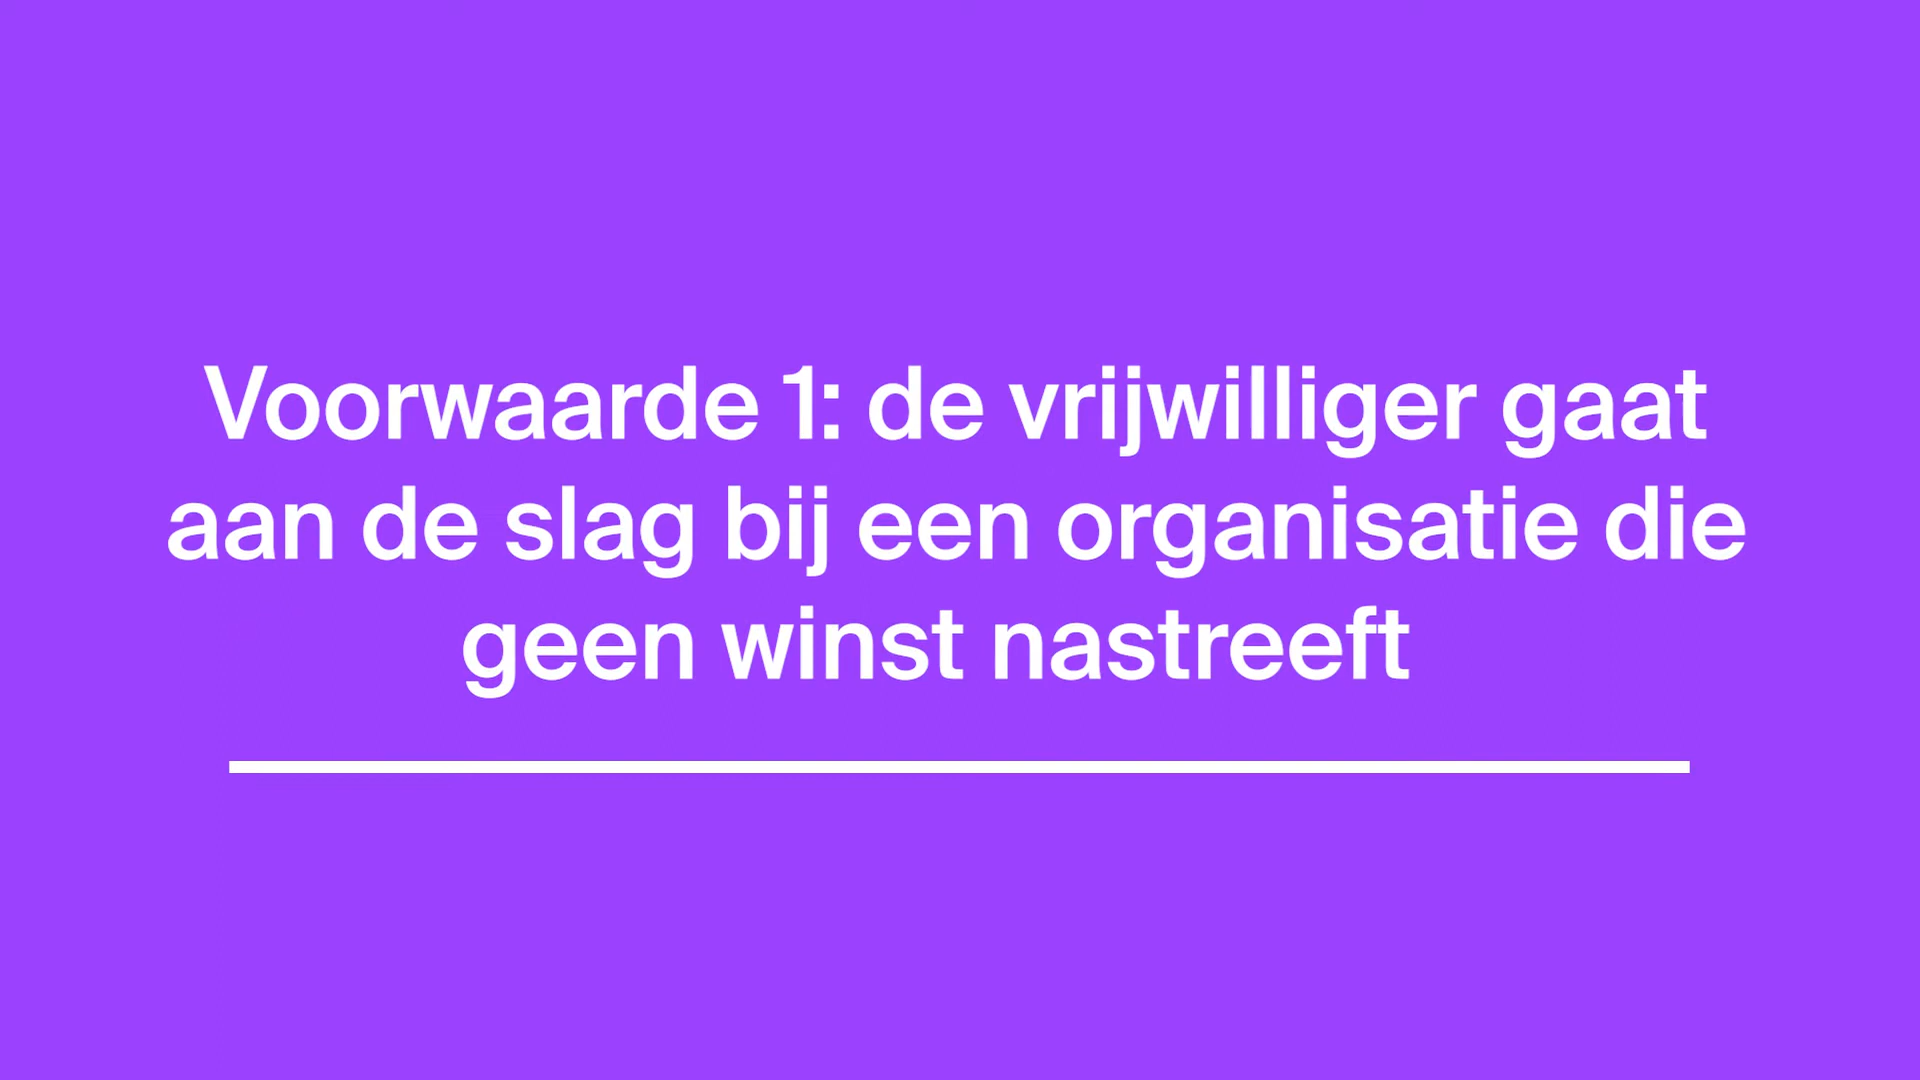 Voorwaarde 1: de vrijwilliger gaat
aan de slag bij een organisatie die
geen winst nastreeft